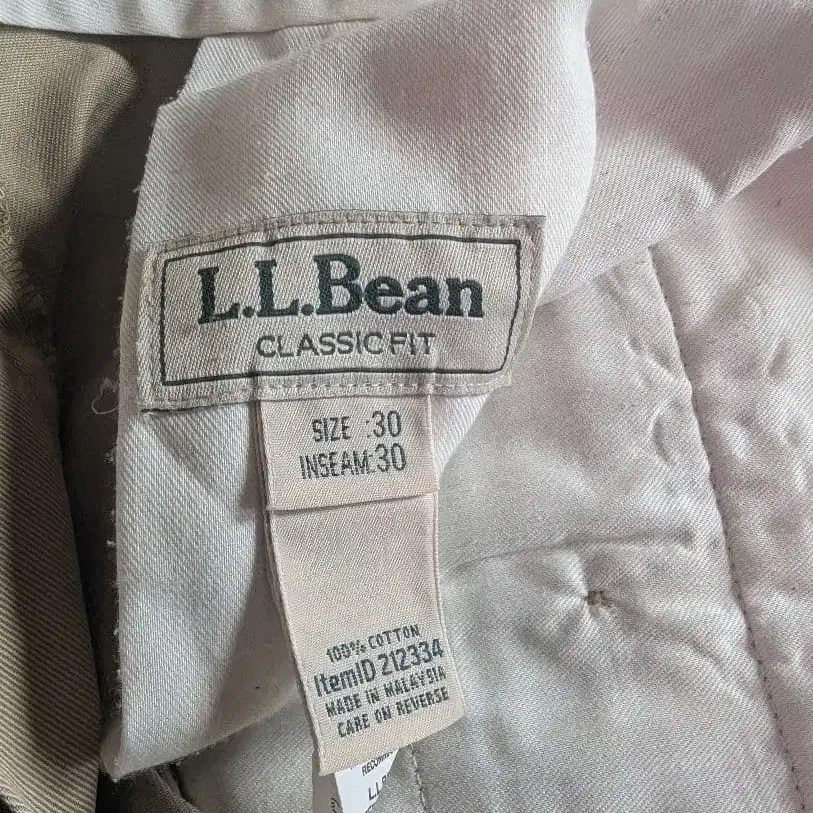 L.L.Bean
CLASSIC FIT
SIZE :30
INSEAM:30
100% COTTON
ItemID 212334
MADE IN MALAYSIA
CARE ON REVERSE